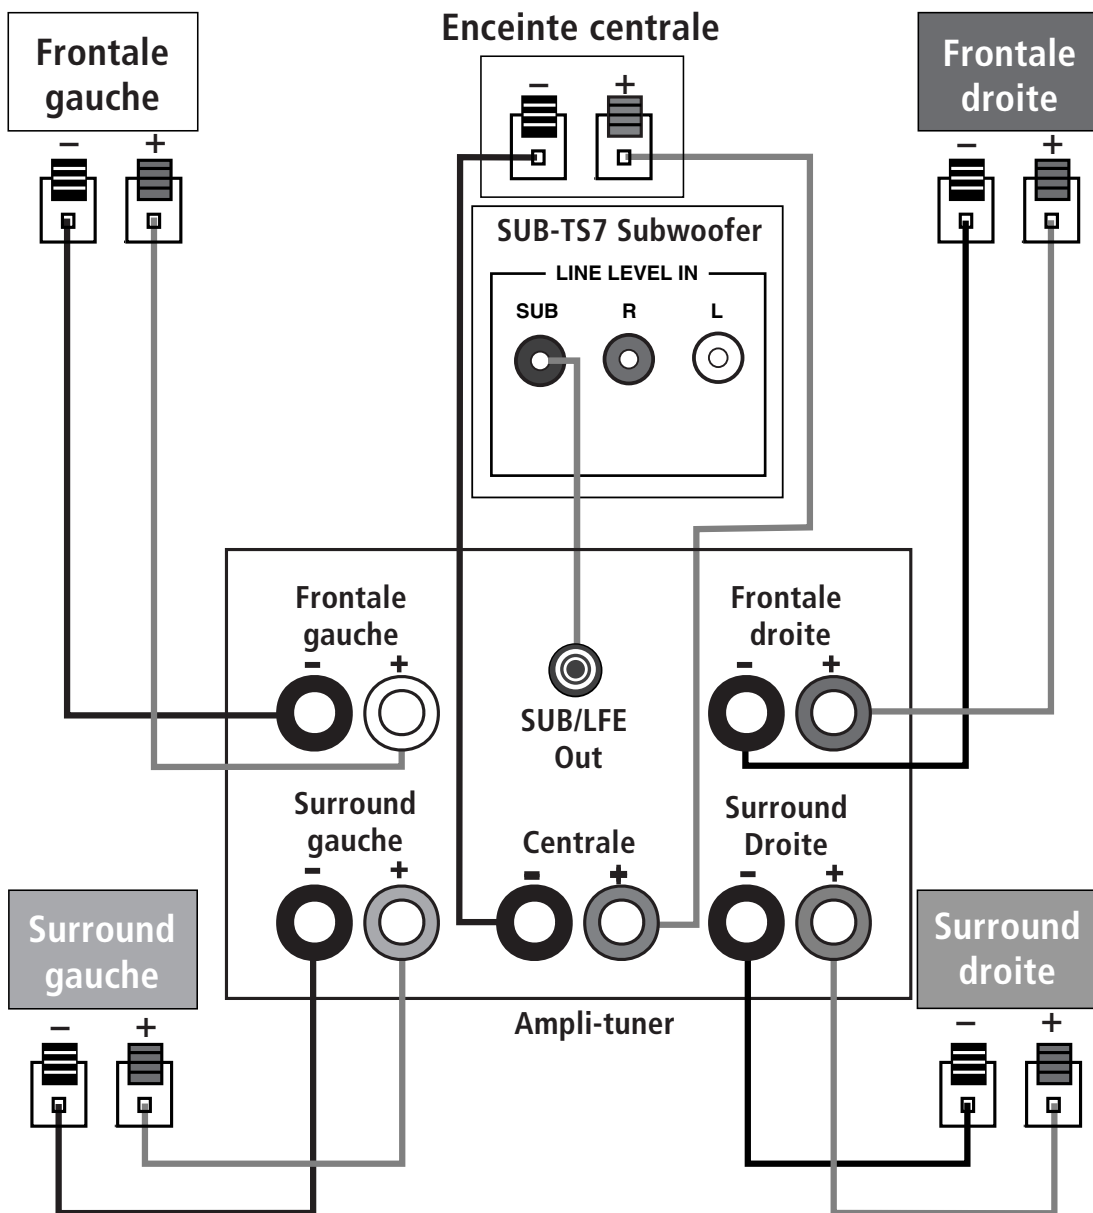 Enceinte centrale
Frontale
gauche
- +
- +
Frontale
droite
- +
SUB-TS7 Subwoofer
LINE LEVEL IN
SUB R L
Frontale
gauche
- +
SUB/LFE
Out
Frontale
droite
- +
Surround
gauche
- +
Centrale
- +
Surround
Droite
- +
Surround
gauche
- +
Ampli-tuner
Surround
droite
- +